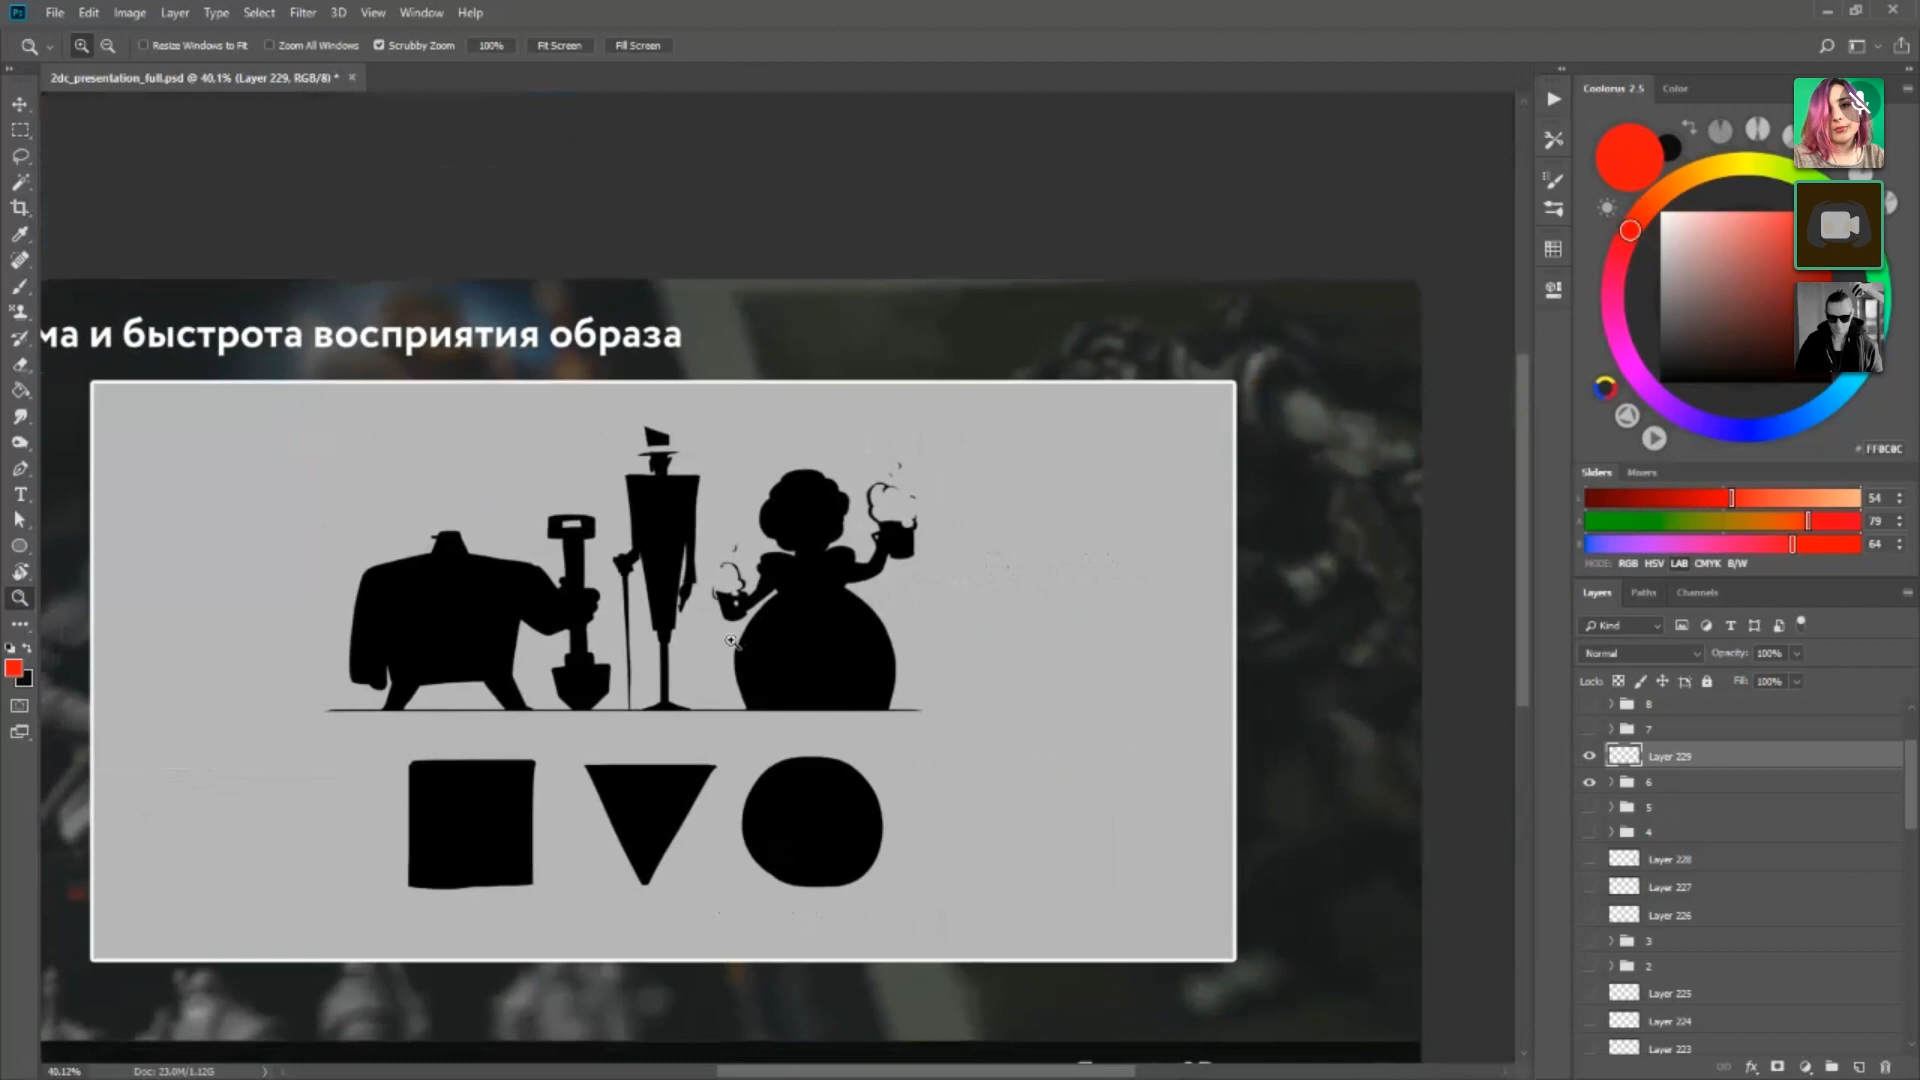 Ps File Edit Image Layer Type Select Filter 3D View Window Help
Resize Windows to Fit Zoom All Windows Scrubby Zoom 100% Fit Screen Fill Screen
2dc_presentation_full.psd @ 40,1% (Layer 229, RGB/8) *
Coolorus 2.5 Color
ма и быстрота восприятия образа
# FF0C0C
Sliders Mixers
L 54
A 79
B 64
MODE: RGB HSV LAB CMYK B/W
Layers Paths Channels
Kind
Normal Opacity: 100%
Lock: Fill: 100%
8
7
Layer 229
6
5
4
Layer 228
Layer 227
Layer 226
3
2
Layer 225
Layer 224
Layer 223
40,12% Doc: 23,0M/1,12G